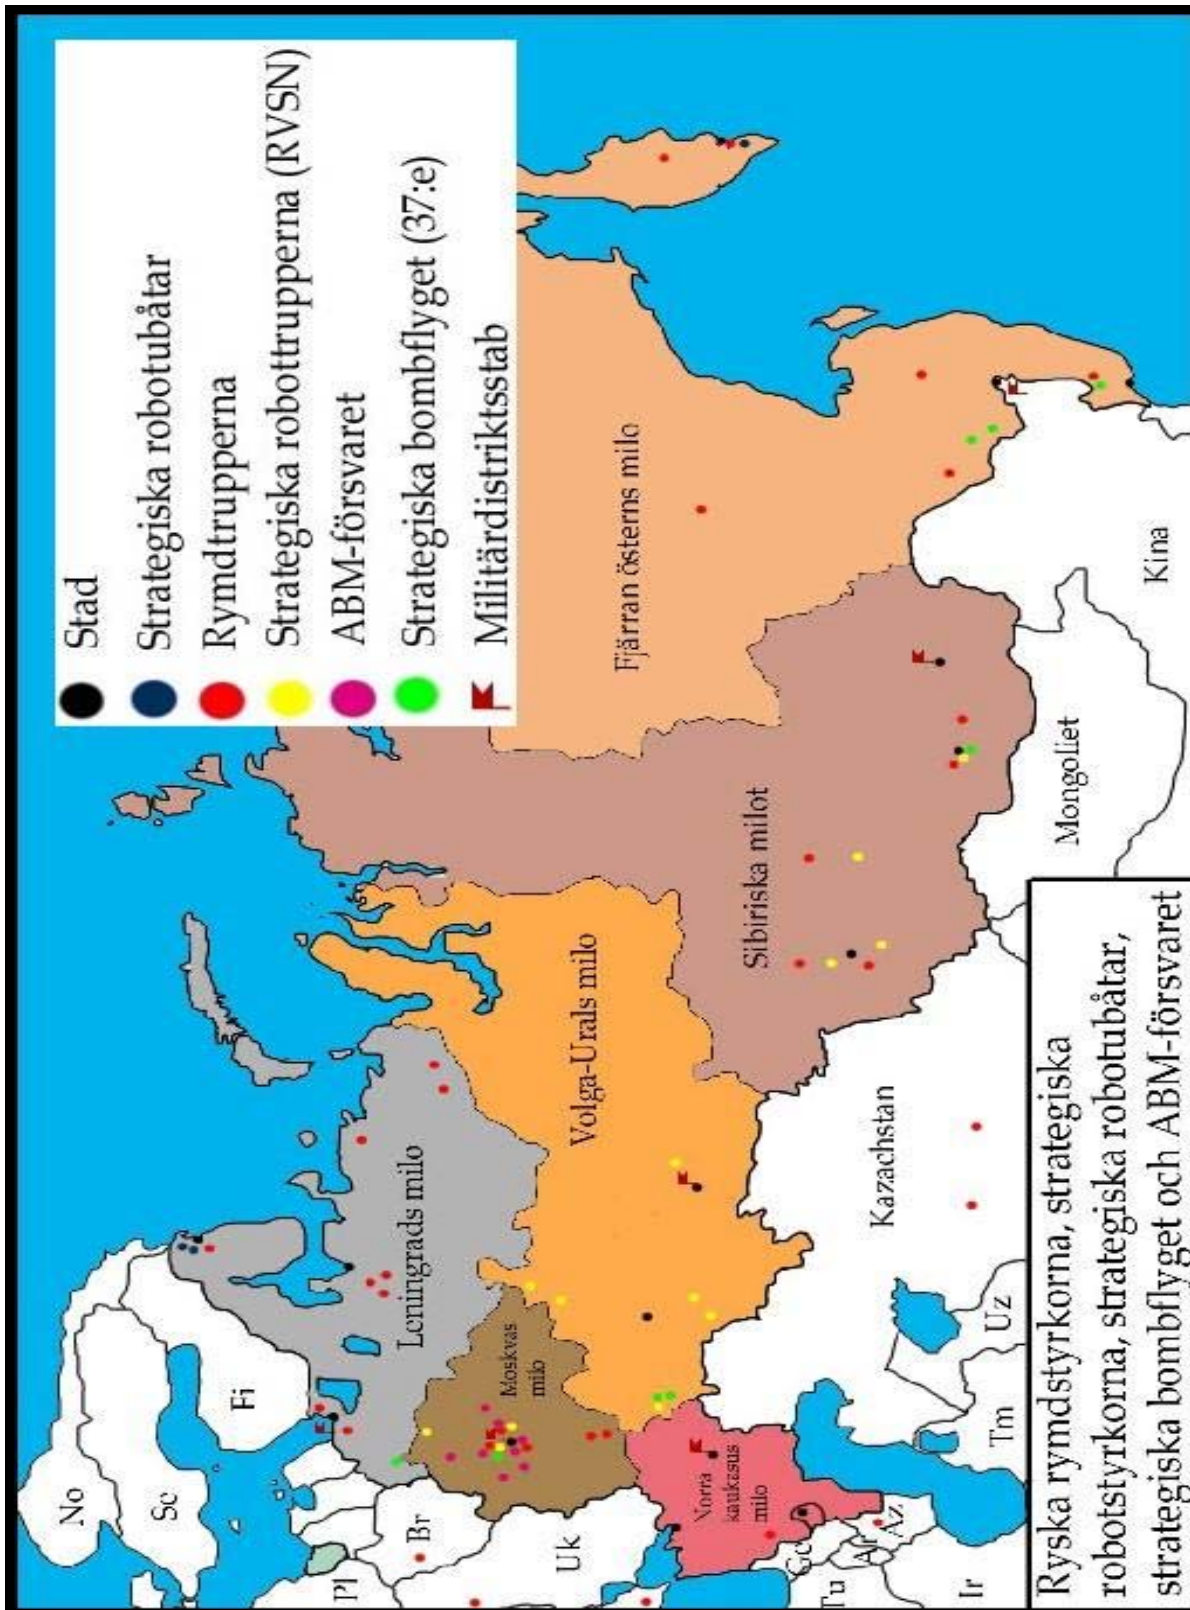 Stad
Strategiska robotubåtar
Rymdtrupperna
Strategiska robottrupperna (RVSN)
ABM-försvaret
Strategiska bombflyget (37:e)
Militärdistriktsstab
No
Sc
Fi
Leningrads milo
Volga-Urals milo
Sibiriska milot
Fjärran österns milo
Moskvas
milo
Norra
kaukasus
milo
Pl
Br
Uk
Ge
Ar
Az
Tu
Ir
Tm
Uz
Kazachstan
Mongoliet
Kina
Ryska rymdstyrkorna, strategiska
robotstyrkorna, strategiska robotubåtar,
strategiska bombflyget och ABM-försvaret